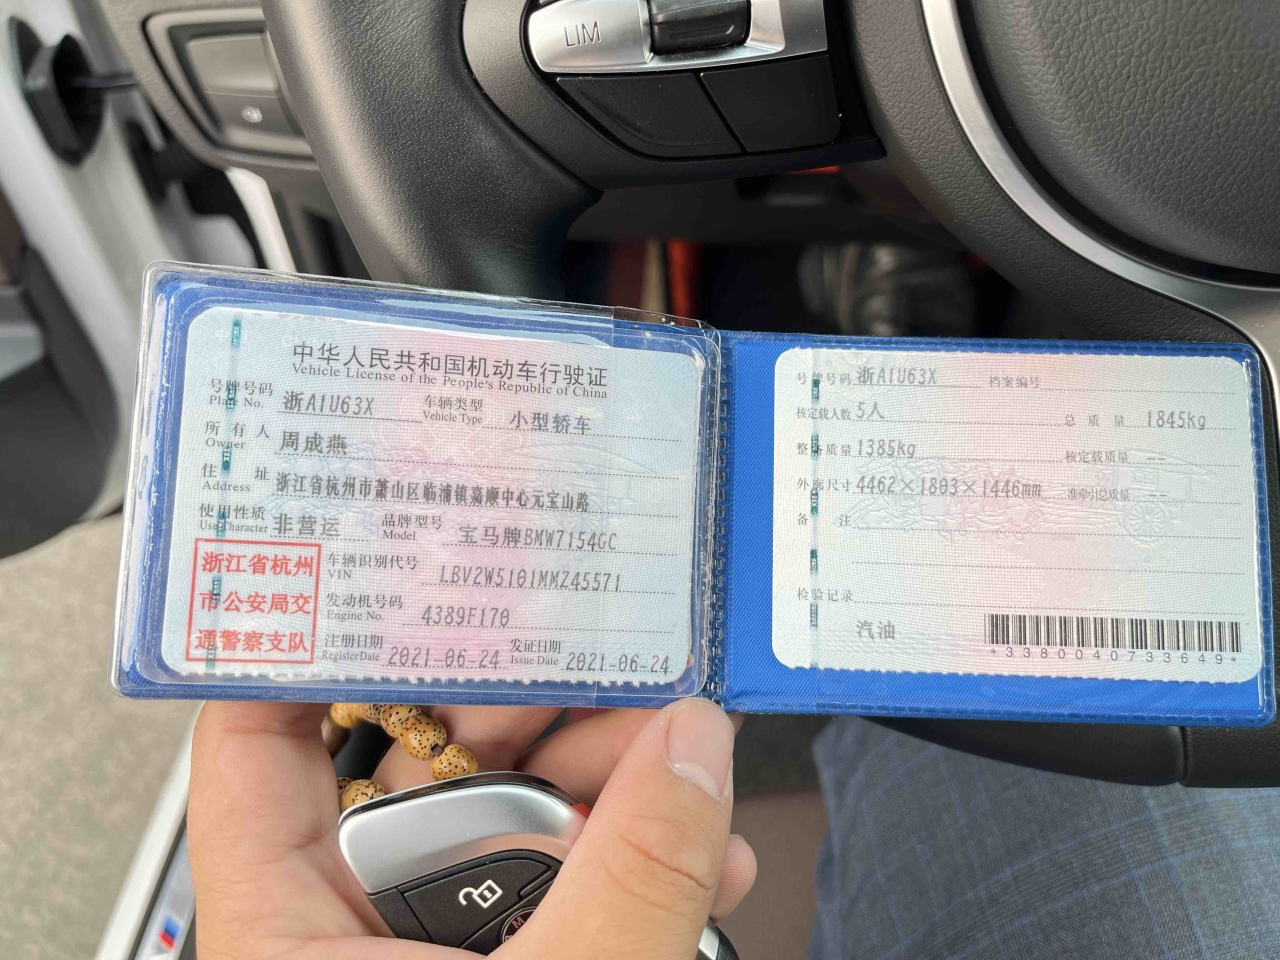 LIM
中华人民共和国机动车行驶证
Vehicle License of the People's Republic of China
号牌号码 浙A1U63X 车辆类型 小型轿车
Plate No. Vehicle Type
所有人 周成燕
Owner
住址 浙江省杭州市萧山区临浦镇嘉顺中心元宝山路
Address
使用性质 非营运 品牌型号 宝马牌BMW7154GC
Use Character Model
浙江省杭州
市公安局交
通警察支队
车辆识别代号 LBV2W5101MMZ45571
VIN
发动机号码 4389F170
Engine No.
注册日期 2021-06-24 发证日期 2021-06-24
Register Date Issue Date
号牌号码 浙A1U63X 档案编号
核定载人数 5人 总质量 1845kg
整备质量 1385kg 核定载质量 --
外廓尺寸 4462×1803×1446mm 准牵引总质量 --
备注
检验记录
汽油
*3380040733649*